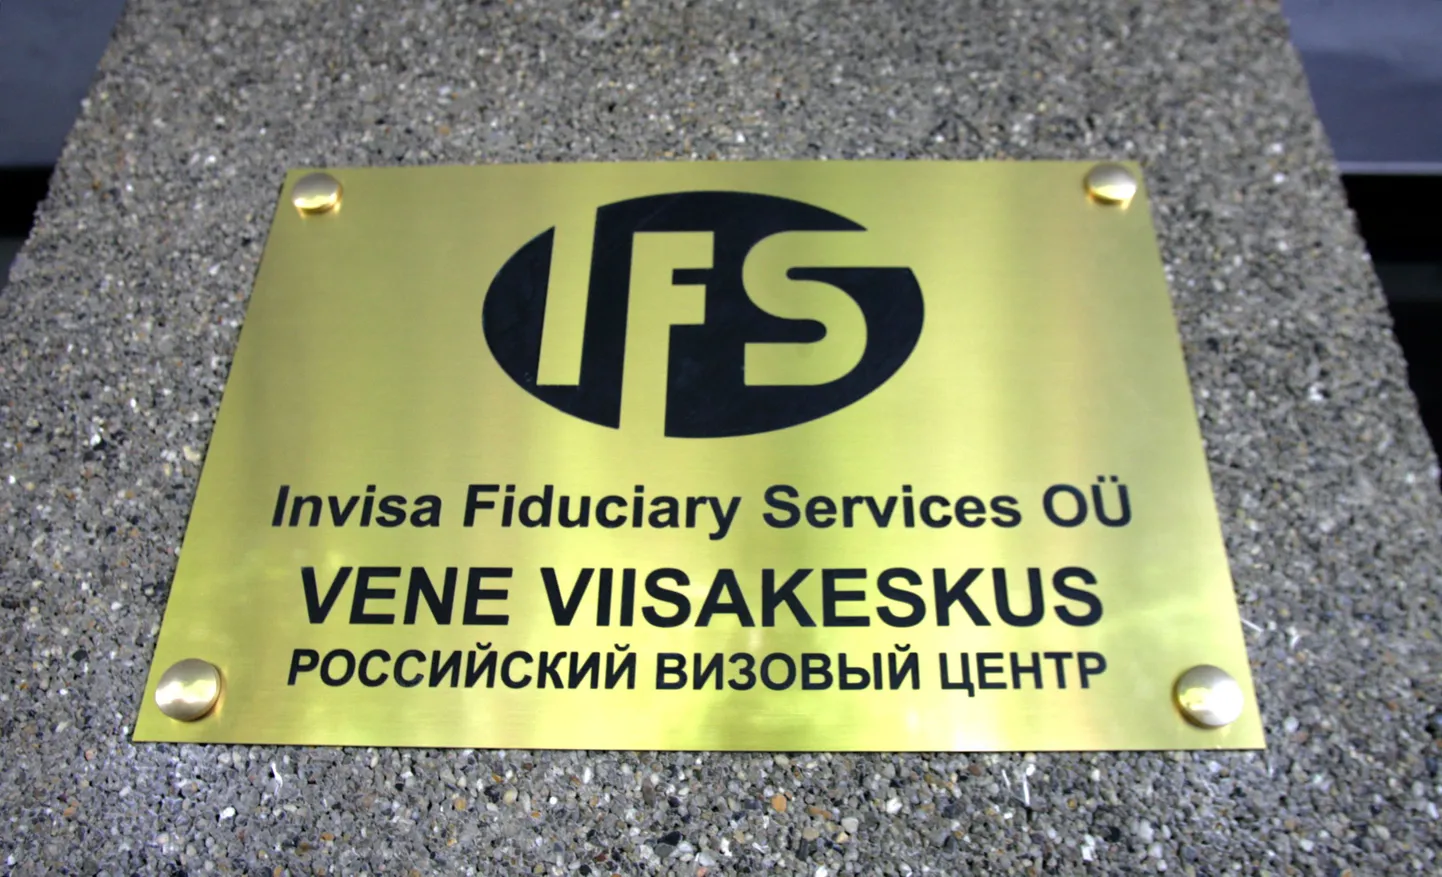 IFS
Invisa Fiduciary Services OÜ
VENE VIISAKESKUS
РОССИЙСКИЙ ВИЗОВЫЙ ЦЕНТР